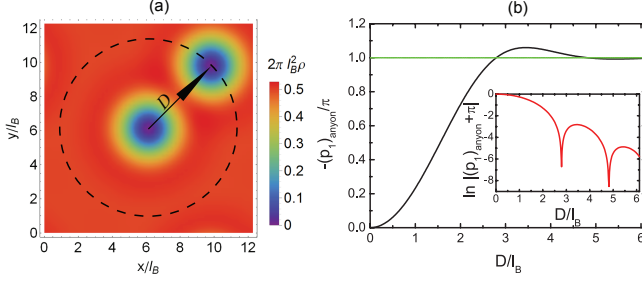 (a)
12
10
8
6
4
2
0
y/l_B
0 2 4 6 8 10 12
x/l_B
D
2π l_B^2 ρ
0.5
0.4
0.3
0.2
0.1
0
(b)
1.2
1.0
0.8
0.6
0.4
0.2
0.0
-(p_1)_anyon/π
0 1 2 3 4 5 6
D/l_B
0
-2
-4
-6
-8
ln |(p_1)_anyon+π|
0 1 2 3 4 5 6
D/l_B